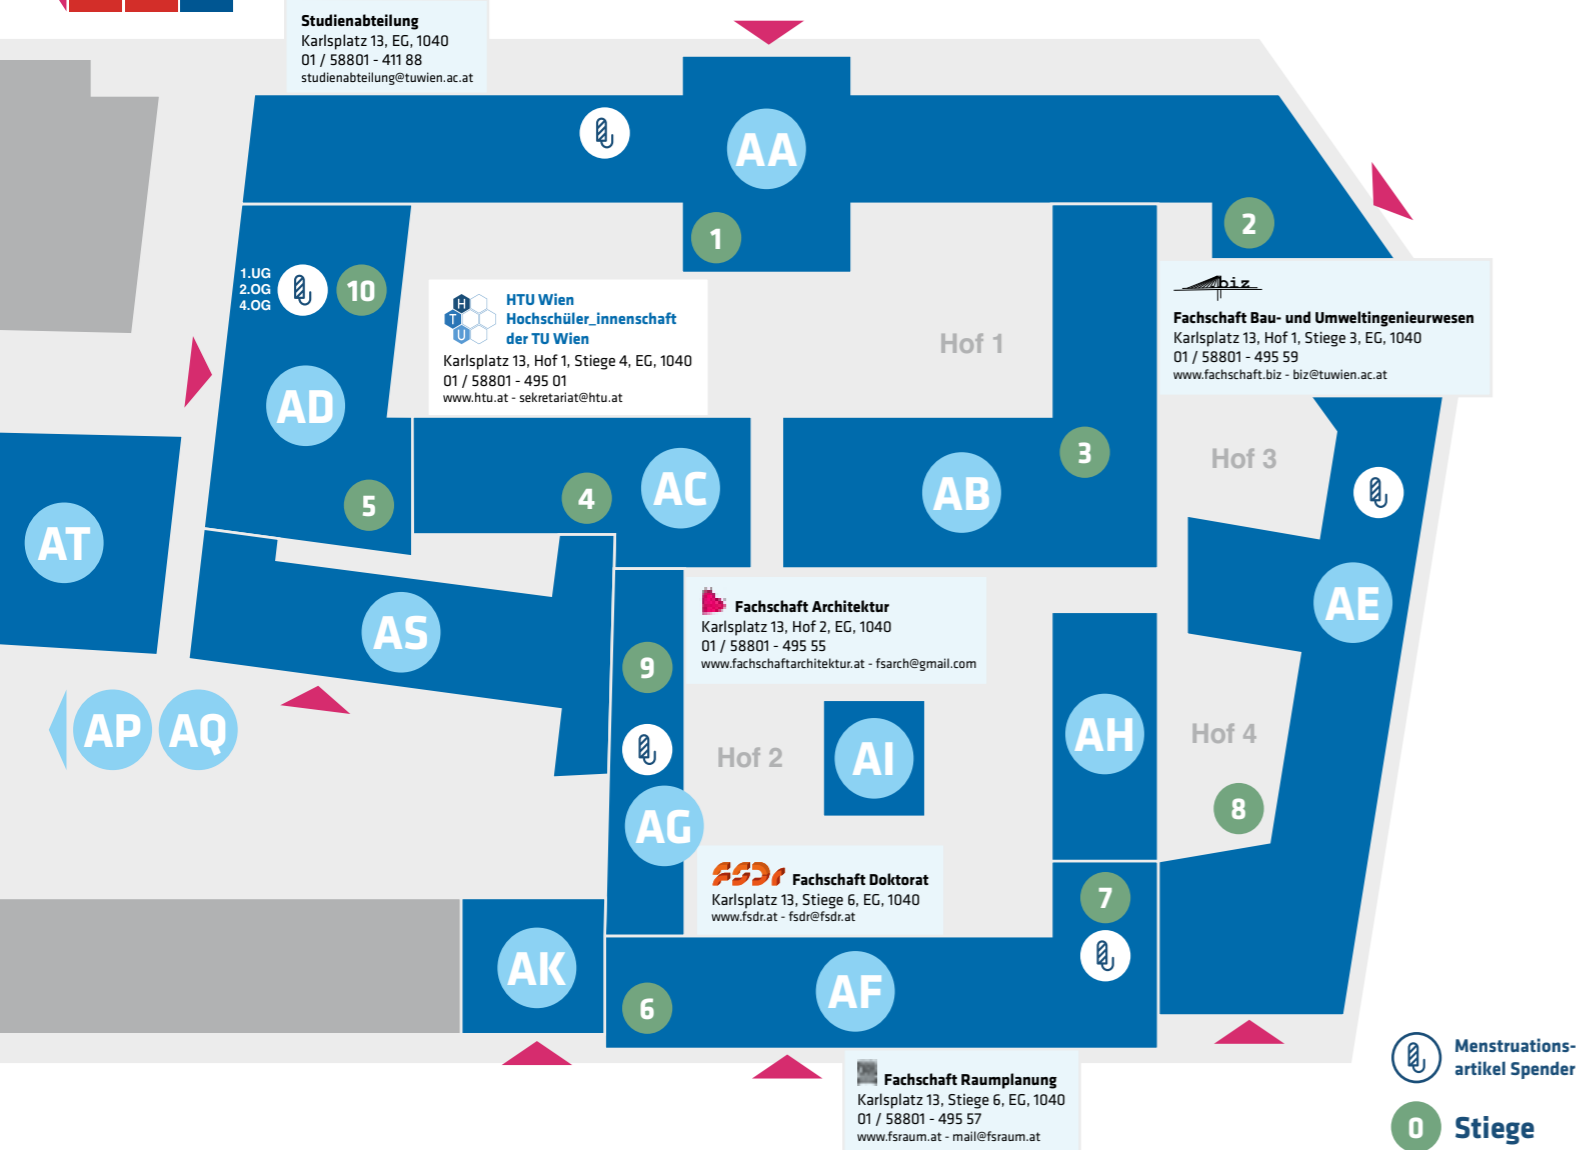 Studienabteilung
Karlsplatz 13, EG, 1040
01 / 58801 - 411 88
studienabteilung@tuwien.ac.at
AA
1
2
1.UG
2.OG
4.OG
10
HTU
HTU Wien
Hochschüler_innenschaft
der TU Wien
Karlsplatz 13, Hof 1, Stiege 4, EG, 1040
01 / 58801 - 495 01
www.htu.at - sekretariat@htu.at
Hof 1
biz
Fachschaft Bau- und Umweltingenieurwesen
Karlsplatz 13, Hof 1, Stiege 3, EG, 1040
01 / 58801 - 495 59
www.fachschaft.biz - biz@tuwien.ac.at
AD
5
4
AC
AB
3
Hof 3
AT
AS
9
Fachschaft Architektur
Karlsplatz 13, Hof 2, EG, 1040
01 / 58801 - 495 55
www.fachschaftarchitektur.at - fsarch@gmail.com
AE
AP
AQ
Hof 2
AI
AH
Hof 4
8
AG
FSDr
Fachschaft Doktorat
Karlsplatz 13, Stiege 6, EG, 1040
www.fsdr.at - fsdr@fsdr.at
7
AK
6
AF
Fachschaft Raumplanung
Karlsplatz 13, Stiege 6, EG, 1040
01 / 58801 - 495 57
www.fsraum.at - mail@fsraum.at
Menstruations-
artikel Spender
0 Stiege